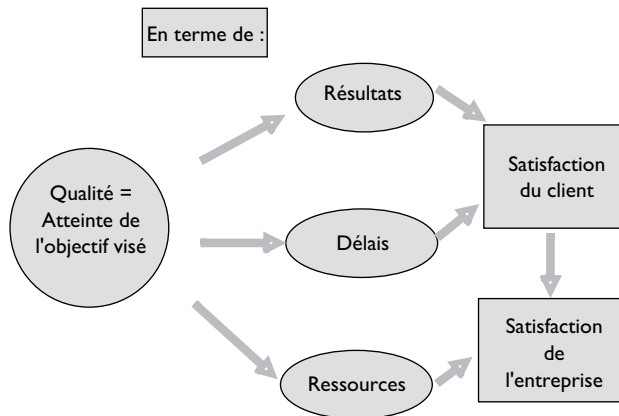 En terme de :
Résultats
Qualité =
Atteinte de
l'objectif visé
Satisfaction
du client
Délais
Satisfaction
de
l'entreprise
Ressources